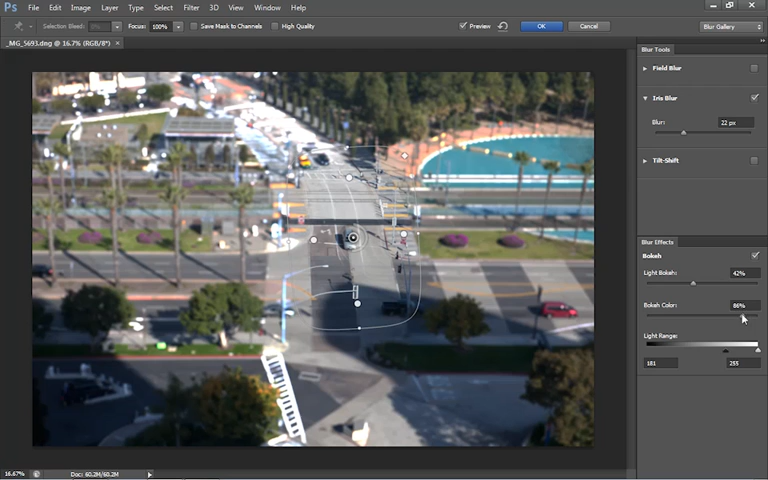 Ps File Edit Image Layer Type Select Filter 3D View Window Help
Selection Bleed: Focus: 100% Save Mask to Channels High Quality Preview OK Cancel Blur Gallery
_MG_5693.dng @ 16.7% (RGB/8*) ×
Blur Tools
Field Blur
Iris Blur
Blur: 22 px
Tilt-Shift
Blur Effects
Bokeh
Light Bokeh: 42%
Bokeh Color: 86%
Light Range:
181 255
16.67% Doc: 60.2M/60.2M